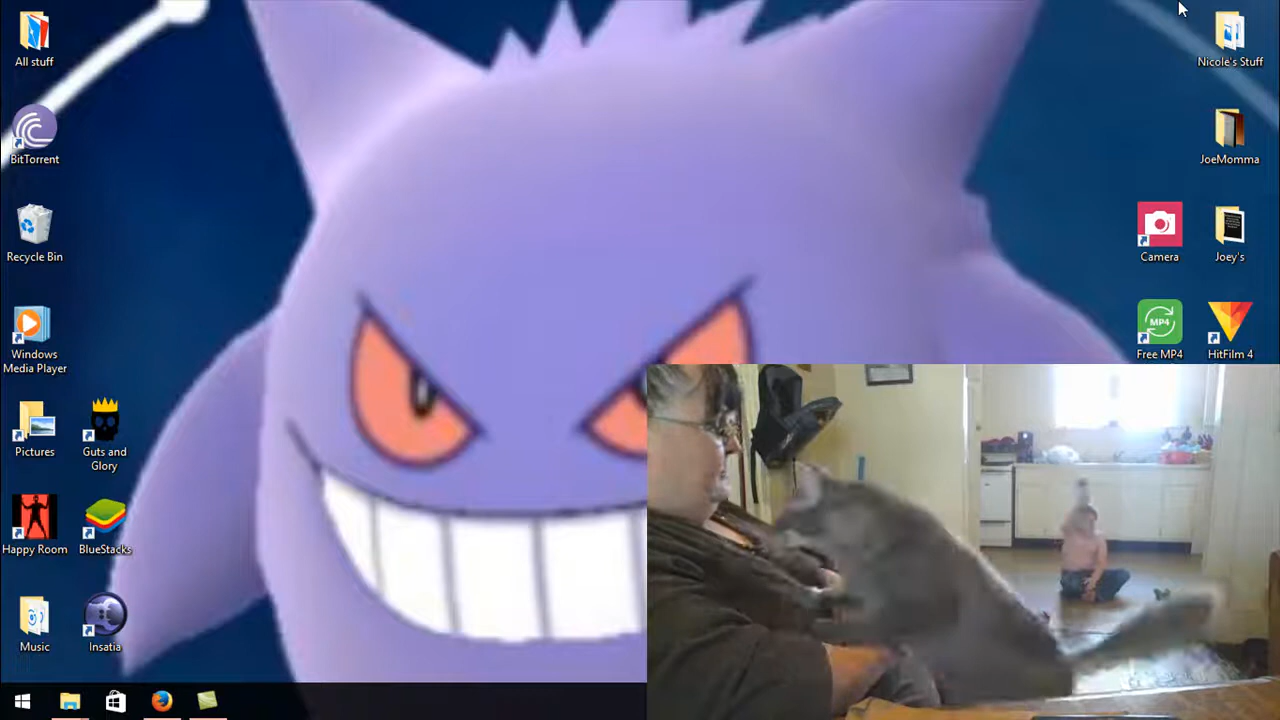 All stuff
Nicole's Stuff
BitTorrent
JoeMomma
Recycle Bin
Camera
Joey's
Windows
Media Player
MP4
Free MP4
HitFilm 4
Pictures
Guts and
Glory
Happy Room
BlueStacks
Music
Insatia